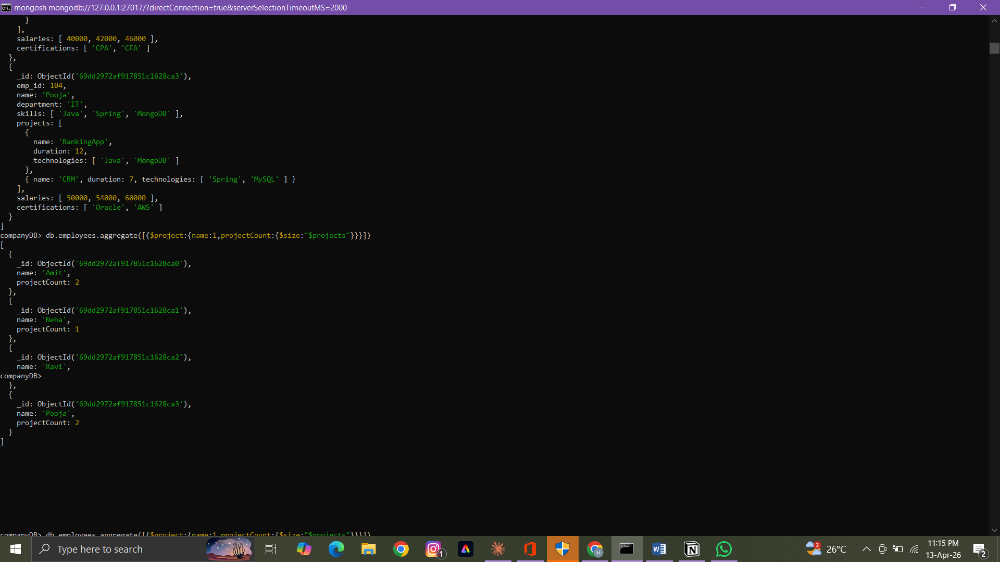 mongosh mongodb://127.0.0.1:27017/?directConnection=true&serverSelectionTimeoutMS=2000
      }
    ],
    salaries: [ 40000, 42000, 46000 ],
    certifications: [ 'CPA', 'CFA' ]
  },
  {
    _id: ObjectId('69dd2972af917851c1628ca3'),
    emp_id: 104,
    name: 'Pooja',
    department: 'IT',
    skills: [ 'Java', 'Spring', 'MongoDB' ],
    projects: [
      {
        name: 'BankingApp',
        duration: 12,
        technologies: [ 'Java', 'MongoDB' ]
      },
      { name: 'CRM', duration: 7, technologies: [ 'Spring', 'MySQL' ] }
    ],
    salaries: [ 50000, 54000, 60000 ],
    certifications: [ 'Oracle', 'AWS' ]
  }
]
companyDB> db.employees.aggregate([{$project:{name:1,projectCount:{$size:"$projects"}}}])
[
  {
    _id: ObjectId('69dd2972af917851c1628ca0'),
    name: 'Amit',
    projectCount: 2
  },
  {
    _id: ObjectId('69dd2972af917851c1628ca1'),
    name: 'Neha',
    projectCount: 1
  },
  {
    _id: ObjectId('69dd2972af917851c1628ca2'),
    name: 'Ravi',
companyDB>
  },
  {
    _id: ObjectId('69dd2972af917851c1628ca3'),
    name: 'Pooja',
    projectCount: 2
  }
]
companyDB> db.employees.aggregate([{$project:{name:1,projectCount:{$size:"$projects"}}}])
Type here to search
1
H
W
N
3
26°C
11:15 PM
13-Apr-26
2